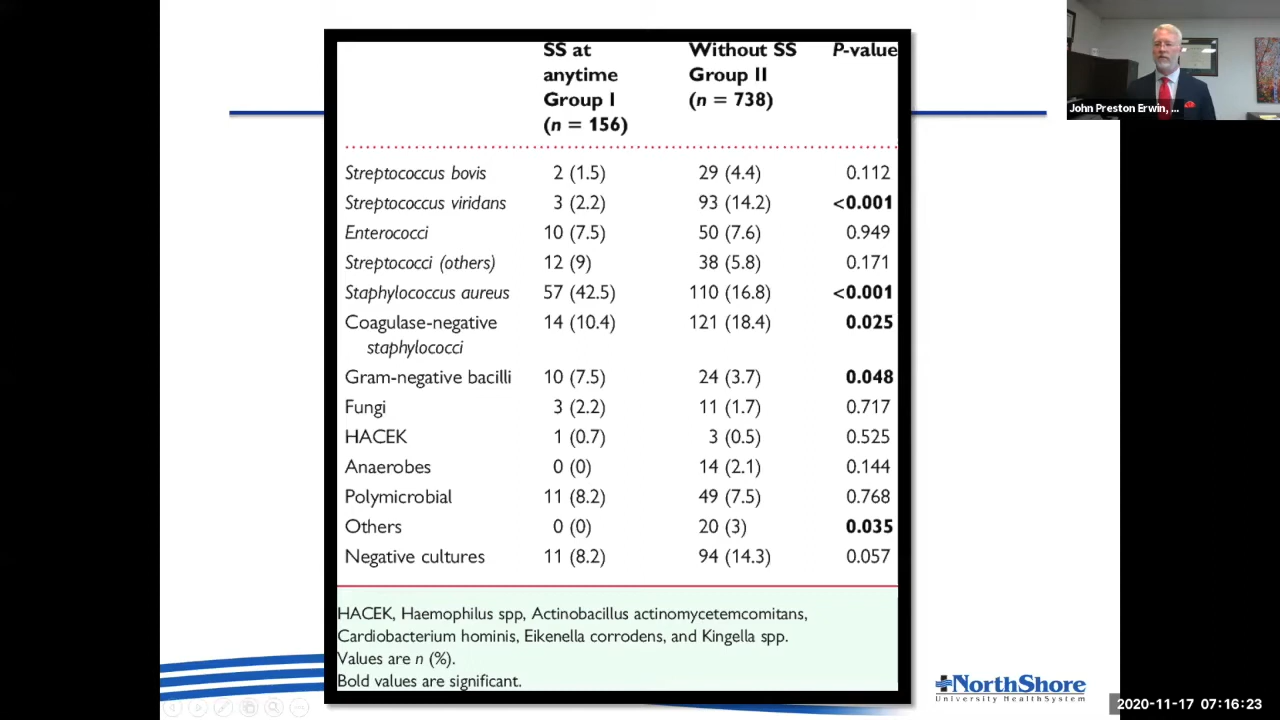 SS at Without SS P-value
anytime Group II
Group I (n = 738)
(n = 156)
Streptococcus bovis 2 (1.5) 29 (4.4) 0.112
Streptococcus viridans 3 (2.2) 93 (14.2) <0.001
Enterococci 10 (7.5) 50 (7.6) 0.949
Streptococci (others) 12 (9) 38 (5.8) 0.171
Staphylococcus aureus 57 (42.5) 110 (16.8) <0.001
Coagulase-negative 14 (10.4) 121 (18.4) 0.025
staphylococci
Gram-negative bacilli 10 (7.5) 24 (3.7) 0.048
Fungi 3 (2.2) 11 (1.7) 0.717
HACEK 1 (0.7) 3 (0.5) 0.525
Anaerobes 0 (0) 14 (2.1) 0.144
Polymicrobial 11 (8.2) 49 (7.5) 0.768
Others 0 (0) 20 (3) 0.035
Negative cultures 11 (8.2) 94 (14.3) 0.057
HACEK, Haemophilus spp, Actinobacillus actinomycetemcomitans,
Cardiobacterium hominis, Eikenella corrodens, and Kingella spp.
Values are n (%).
Bold values are significant.
John Preston Erwin, ...
NorthShore
University HealthSystem
2020-11-17 07:16:23